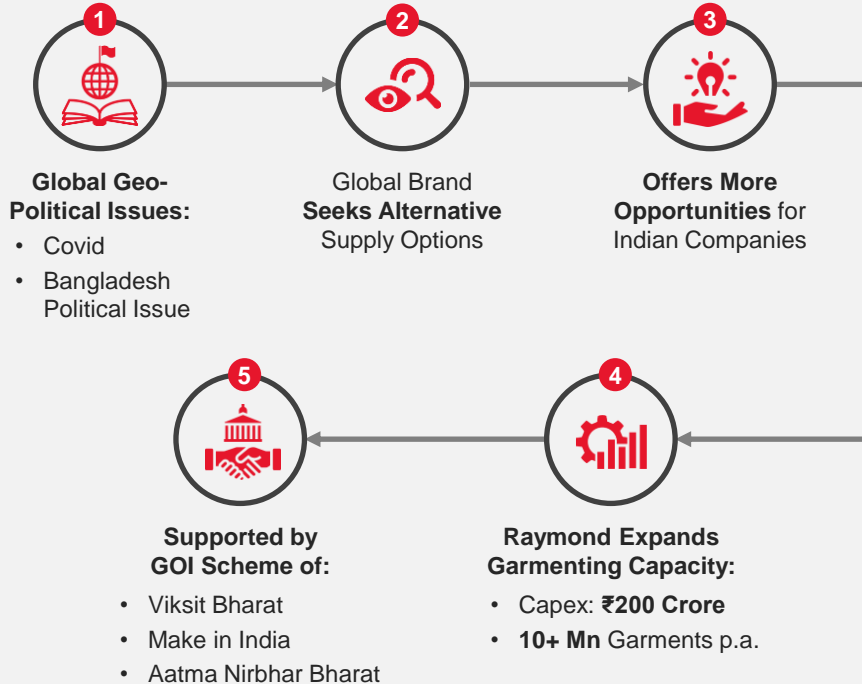 1
Global Geo-
Political Issues:
• Covid
• Bangladesh
Political Issue
2
Global Brand
Seeks Alternative
Supply Options
3
Offers More
Opportunities for
Indian Companies
4
Raymond Expands
Garmenting Capacity:
• Capex: ₹200 Crore
• 10+ Mn Garments p.a.
5
Supported by
GOI Scheme of:
• Viksit Bharat
• Make in India
• Aatma Nirbhar Bharat